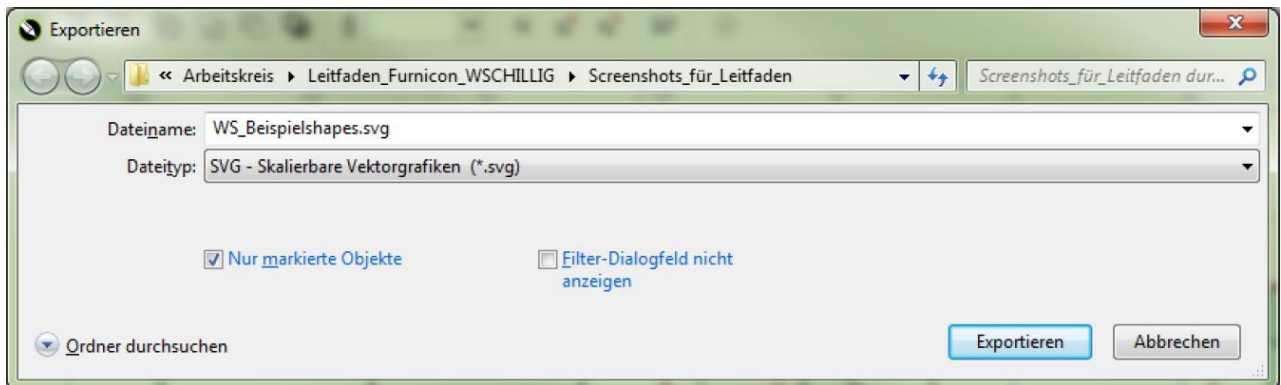 Exportieren
« Arbeitskreis Leitfaden_Furnicon_WSCHILLIG Screenshots_für_Leitfaden
Screenshots_für_Leitfaden dur...
Dateiname: WS_Beispielshapes.svg
Dateityp: SVG - Skalierbare Vektorgrafiken (*.svg)
Nur markierte Objekte
Filter-Dialogfeld nicht
anzeigen
Ordner durchsuchen
Exportieren
Abbrechen